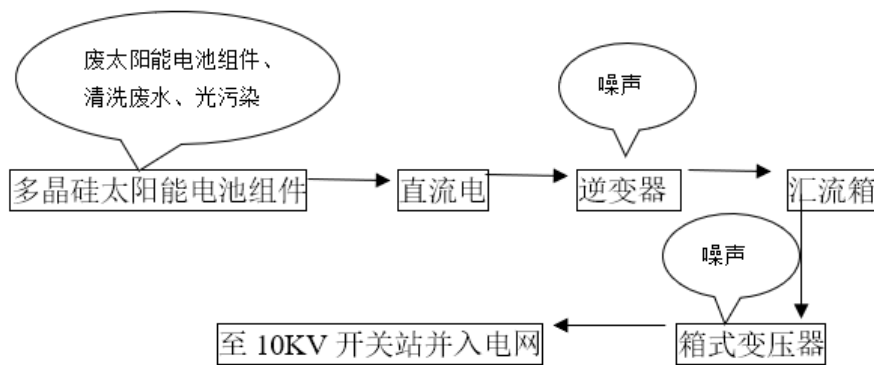 废太阳能电池组件、
清洗废水、光污染
噪声
多晶硅太阳能电池组件
直流电
逆变器
汇流箱
噪声
箱式变压器
至 10KV 开关站并入电网